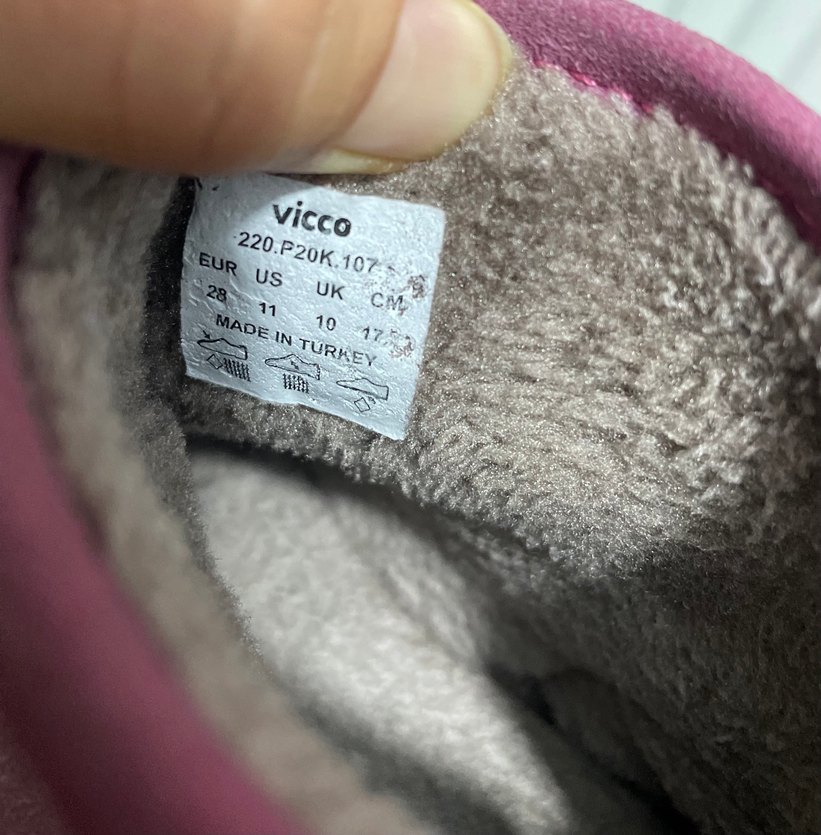 vicco
220.P20K.107
EUR US UK CM
28 11 10
MADE IN TURKEY